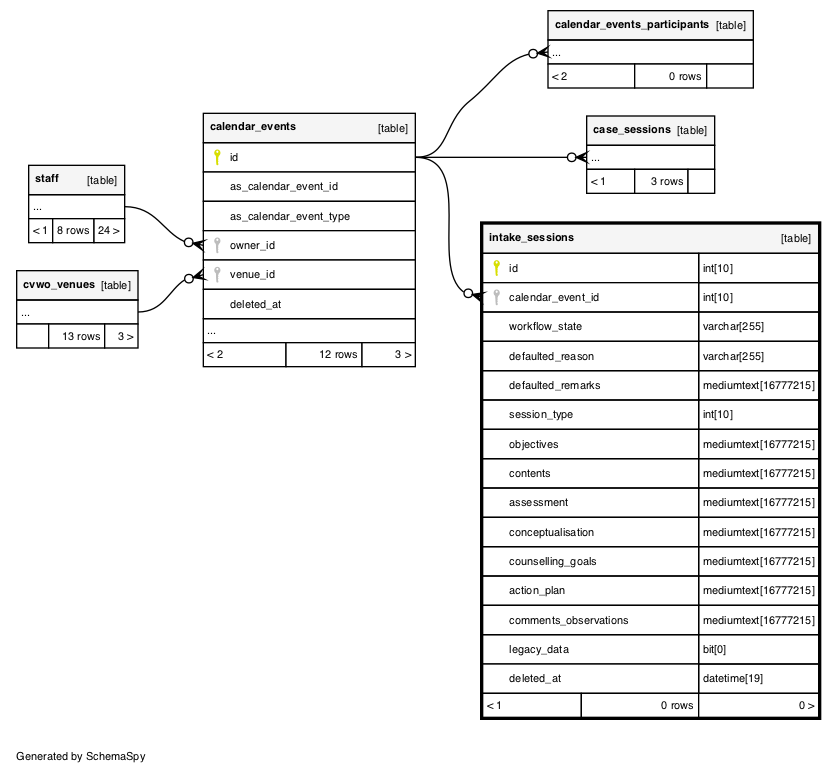 calendar_events_participants [table]
...
< 2 0 rows
calendar_events [table]
id
as_calendar_event_id
as_calendar_event_type
owner_id
venue_id
deleted_at
...
< 2 12 rows 3 >
case_sessions [table]
...
< 1 3 rows
staff [table]
...
< 1 8 rows 24 >
cvwo_venues [table]
...
13 rows 3 >
intake_sessions [table]
id int[10]
calendar_event_id int[10]
workflow_state varchar[255]
defaulted_reason varchar[255]
defaulted_remarks mediumtext[16777215]
session_type int[10]
objectives mediumtext[16777215]
contents mediumtext[16777215]
assessment mediumtext[16777215]
conceptualisation mediumtext[16777215]
counselling_goals mediumtext[16777215]
action_plan mediumtext[16777215]
comments_observations mediumtext[16777215]
legacy_data bit[0]
deleted_at datetime[19]
< 1 0 rows 0 >
Generated by SchemaSpy